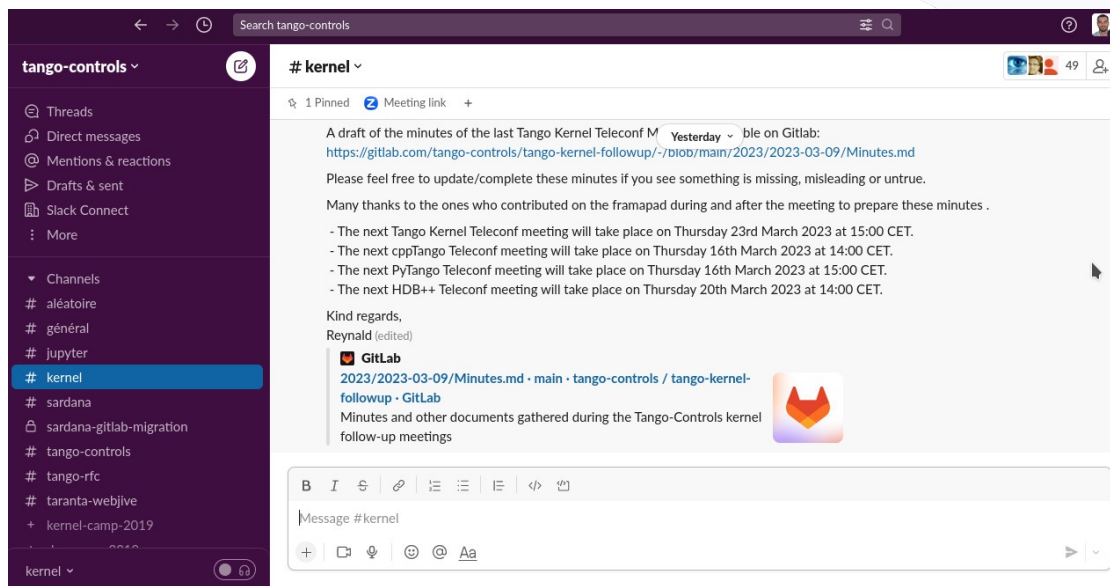 Search tango-controls
tango-controls
# kernel
49
Threads
Direct messages
Mentions & reactions
Drafts & sent
Slack Connect
More
Channels
# aléatoire
# général
# jupyter
# kernel
# sardana
sardana-gitlab-migration
# tango-controls
# tango-rfc
# taranta-webjive
+ kernel-camp-2019
kernel
1 Pinned Meeting link +
Yesterday
A draft of the minutes of the last Tango Kernel Teleconf M ble on Gitlab:
https://gitlab.com/tango-controls/tango-kernel-followup/-/blob/main/2023/2023-03-09/Minutes.md
Please feel free to update/complete these minutes if you see something is missing, misleading or untrue.
Many thanks to the ones who contributed on the framapad during and after the meeting to prepare these minutes .
- The next Tango Kernel Teleconf meeting will take place on Thursday 23rd March 2023 at 15:00 CET.
- The next cppTango Teleconf meeting will take place on Thursday 16th March 2023 at 14:00 CET.
- The next PyTango Teleconf meeting will take place on Thursday 16th March 2023 at 15:00 CET.
- The next HDB++ Teleconf meeting will take place on Thursday 20th March 2023 at 14:00 CET.
Kind regards,
Reynald (edited)
GitLab
2023/2023-03-09/Minutes.md · main · tango-controls / tango-kernel-
followup · GitLab
Minutes and other documents gathered during the Tango-Controls kernel
follow-up meetings
B I S
Message #kernel
+ @ Aa